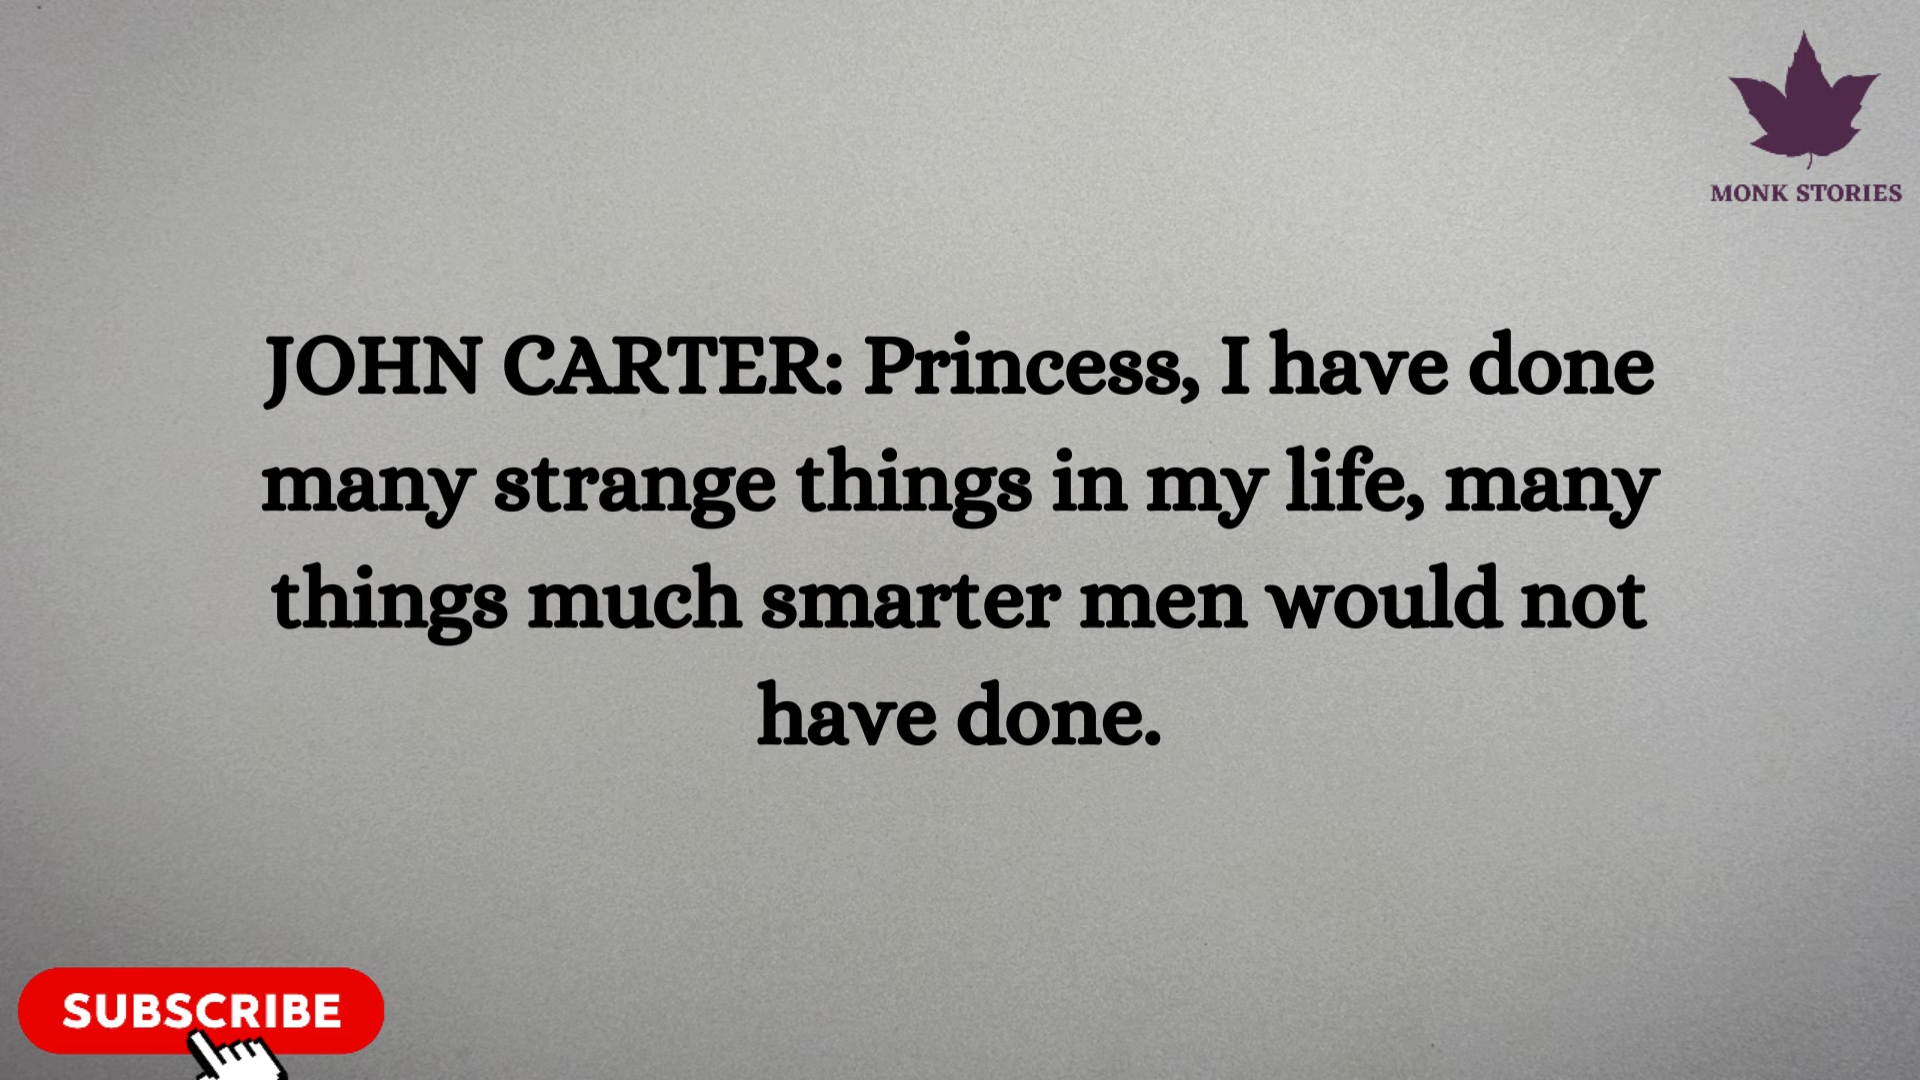 MONK STORIES
JOHN CARTER: Princess, I have done
many strange things in my life, many
things much smarter men would not
have done.
SUBSCRIBE